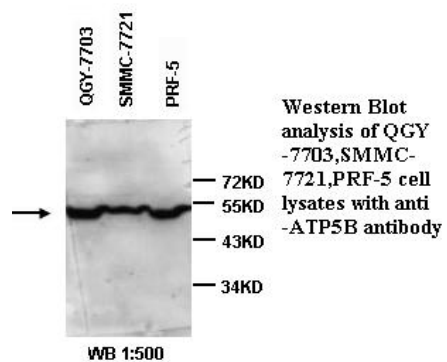 QGY-7703
SMMC-7721
PRF-5
72KD
55KD
43KD
34KD
WB 1:500
Western Blot
analysis of QGY
-7703,SMMC-
7721,PRF-5 cell
lysates with anti
-ATP5B antibody